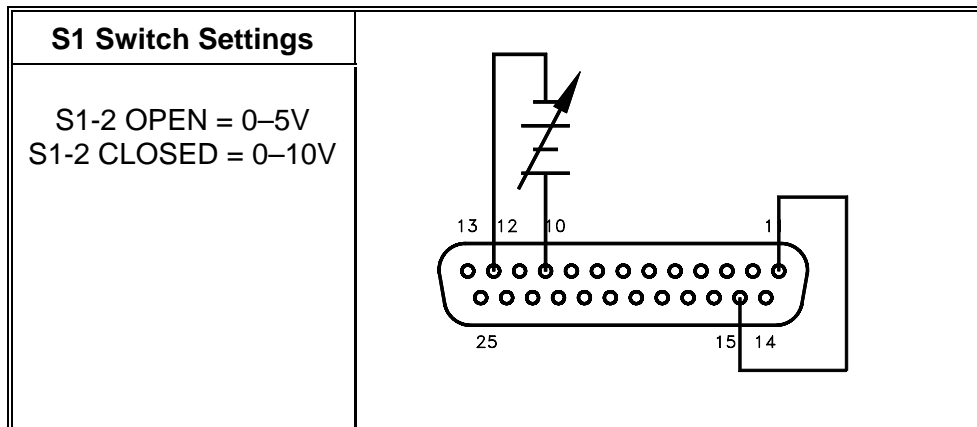 S1 Switch Settings
S1-2 OPEN = 0–5V
S1-2 CLOSED = 0–10V
13 12 10 1
25 15 14